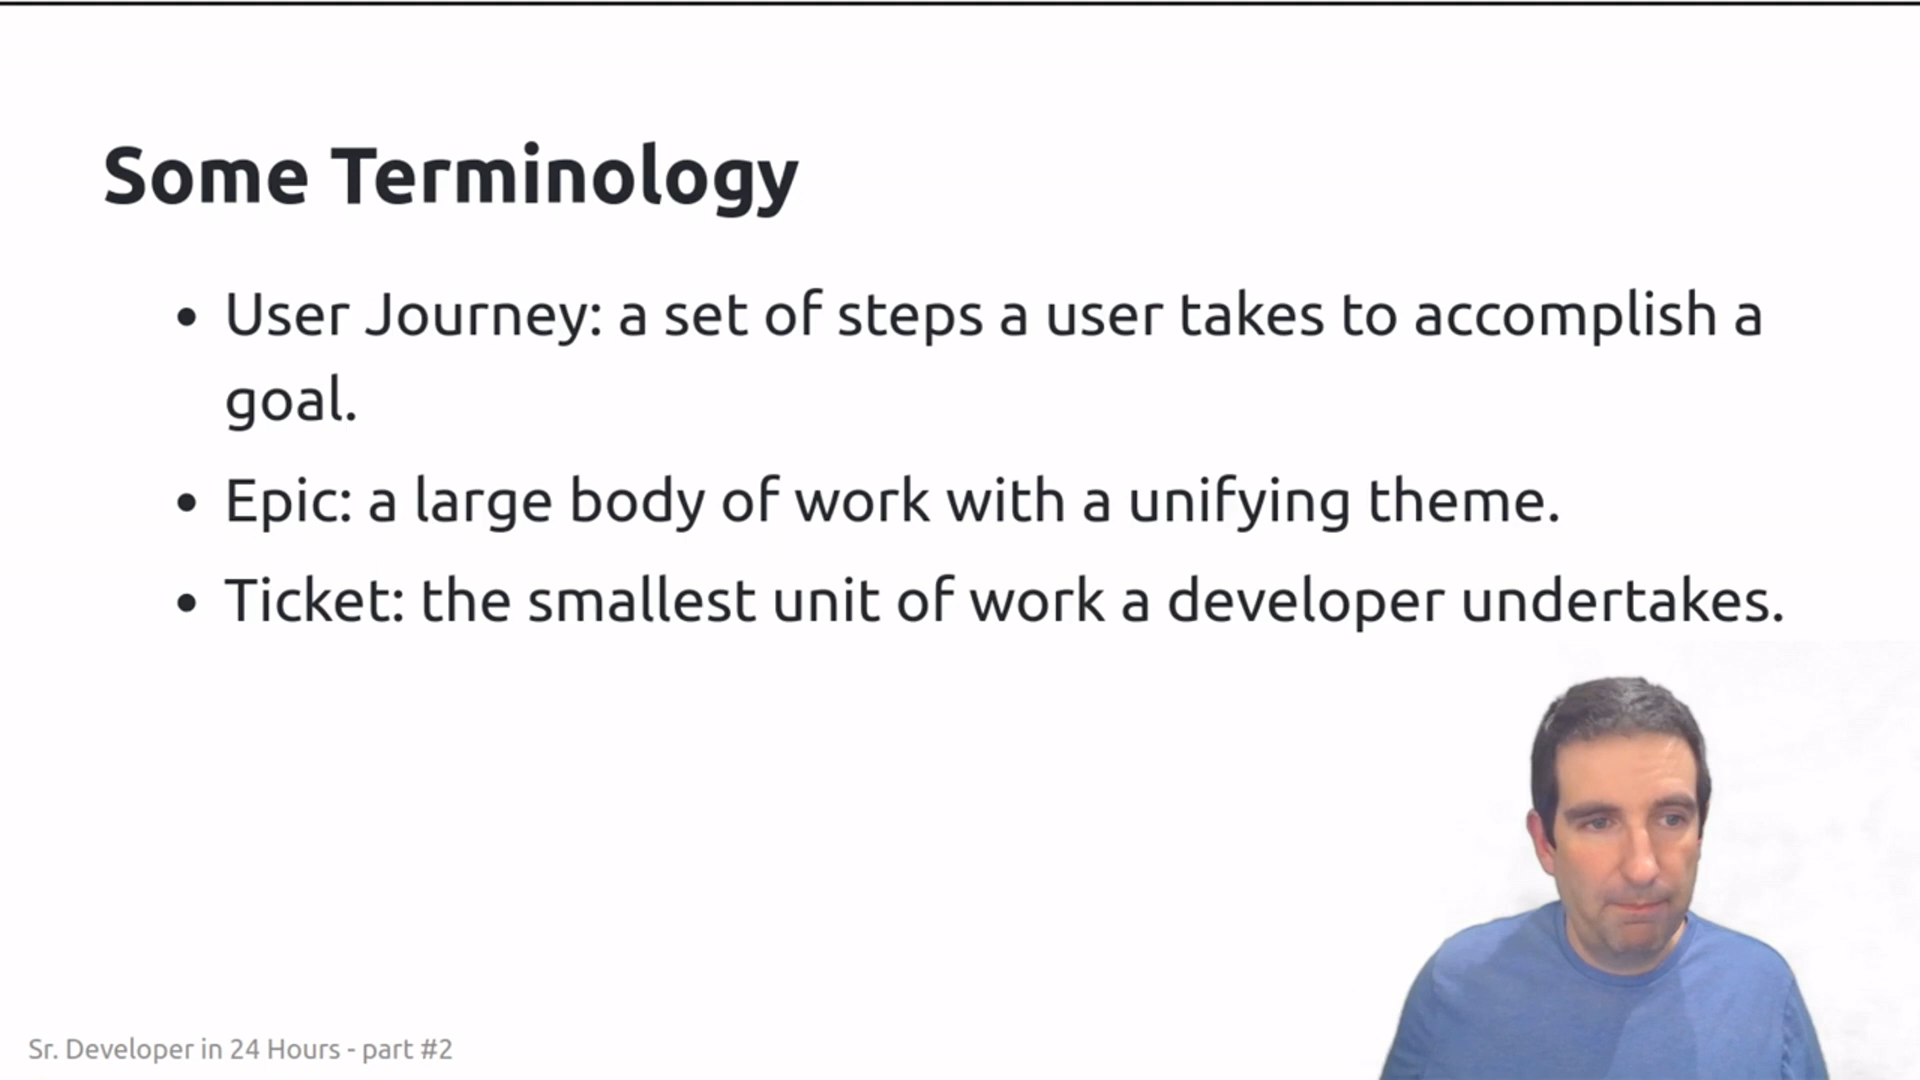 Some Terminology
• User Journey: a set of steps a user takes to accomplish a
goal.
• Epic: a large body of work with a unifying theme.
• Ticket: the smallest unit of work a developer undertakes.
Sr. Developer in 24 Hours - part #2